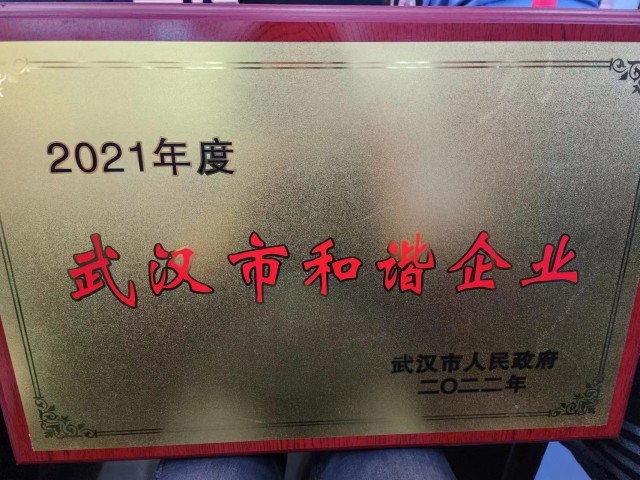 2021年度
武汉市和谐企业
武汉市人民政府
二〇二二年